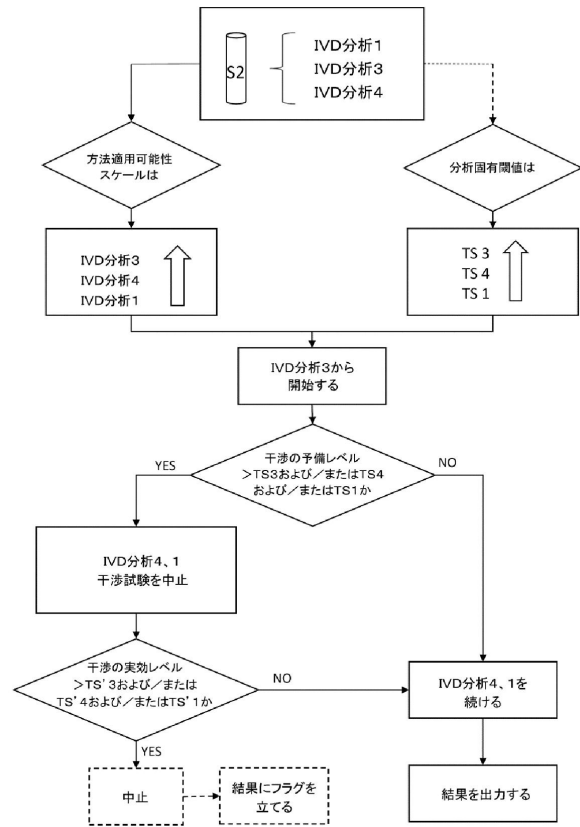 S2
IVD分析1
IVD分析3
IVD分析4
方法適用可能性
スケールは
分析固有閾値は
IVD分析3
IVD分析4
IVD分析1
TS 3
TS 4
TS 1
IVD分析3から
開始する
干渉の予備レベル
>TS3および/またはTS4
および/またはTS1か
YES
NO
IVD分析4、1
干渉試験を中止
干渉の実効レベル
>TS'3および/または
TS'4および/またはTS'1か
NO
IVD分析4、1を
続ける
YES
中止
結果にフラグを
立てる
結果を出力する